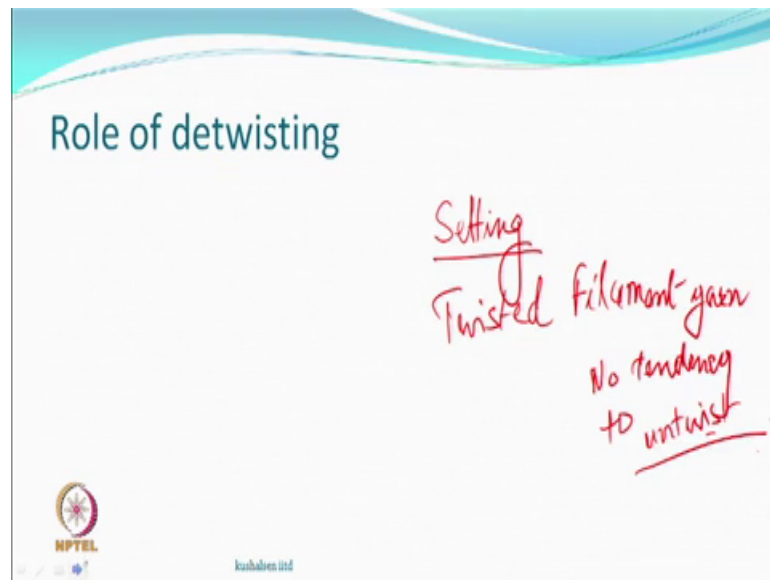 Role of detwisting
Setting
Twisted filament yarn
No tendency
to untwist
NPTEL
kushalsen iitd